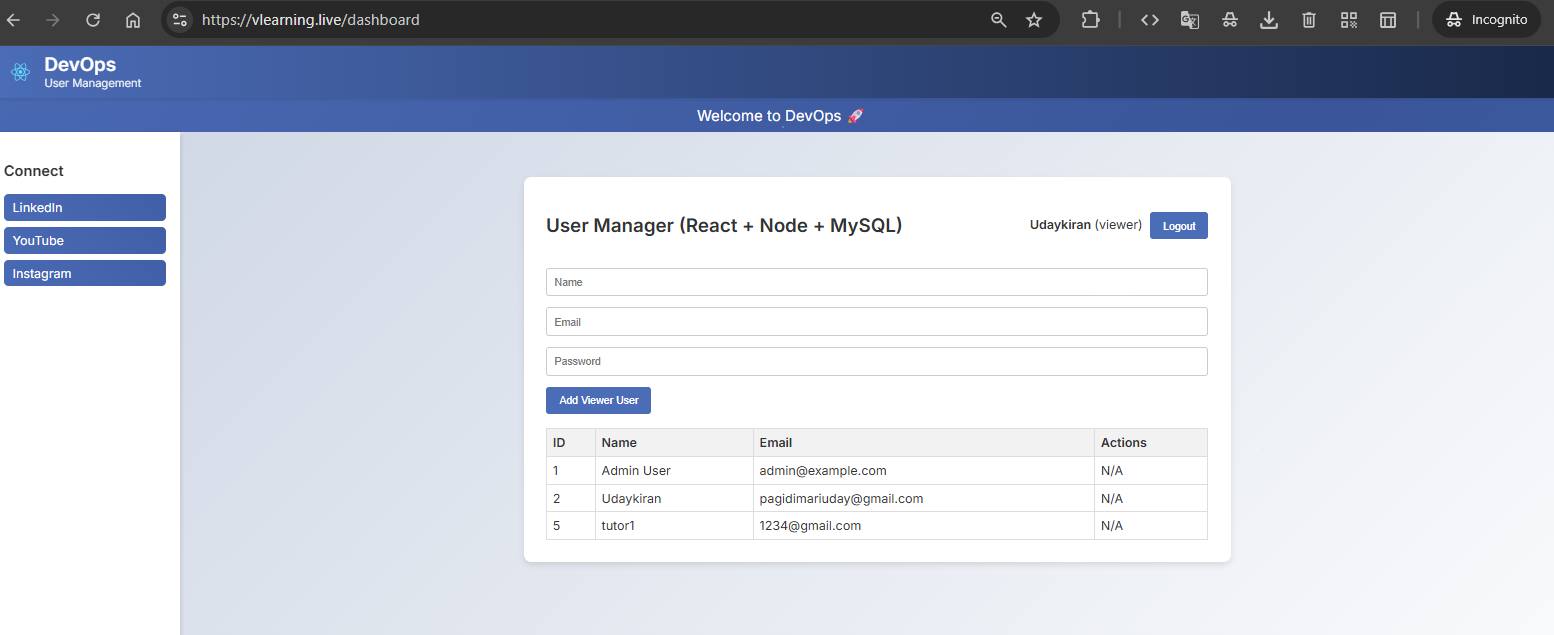 https://vlearning.live/dashboard
Incognito
DevOps
User Management
Welcome to DevOps 🚀
Connect
LinkedIn
YouTube
Instagram
User Manager (React + Node + MySQL)
Udaykiran (viewer) Logout
Name
Email
Password
Add Viewer User
ID Name Email Actions
1 Admin User admin@example.com N/A
2 Udaykiran pagidimariuday@gmail.com N/A
5 tutor1 1234@gmail.com N/A